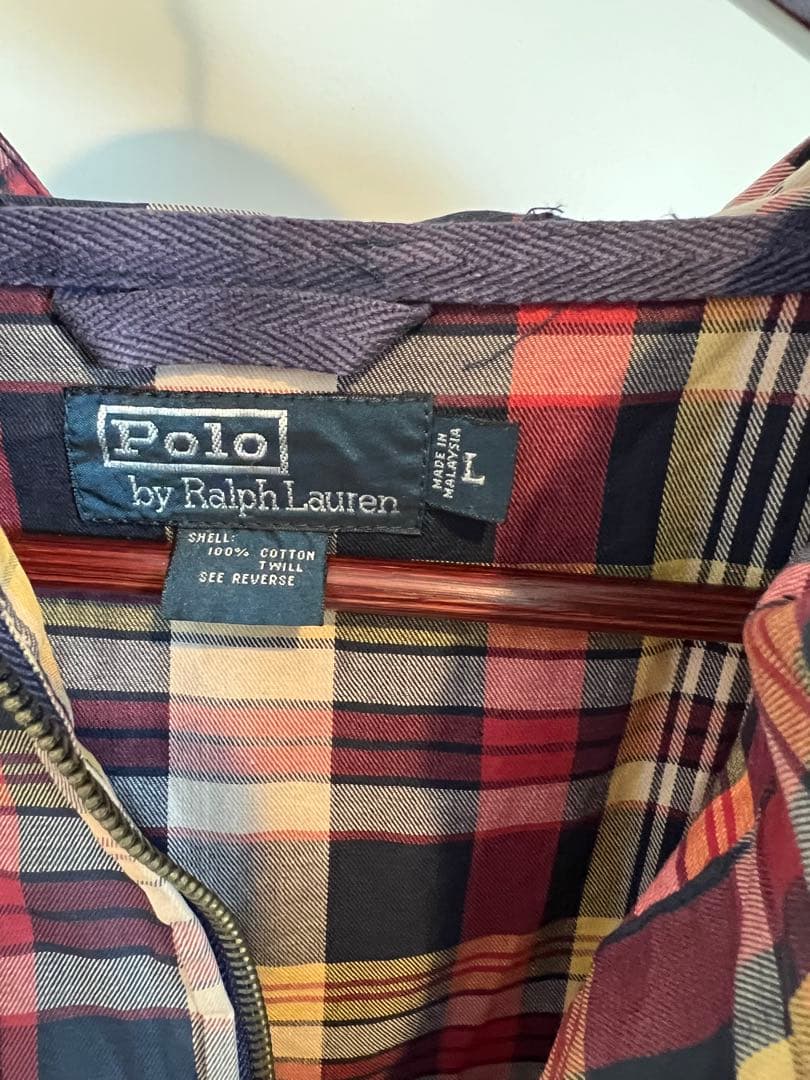 Polo
by Ralph Lauren
MADE IN
MALAYSIA
L
SHELL:
100% COTTON
TWILL
SEE REVERSE